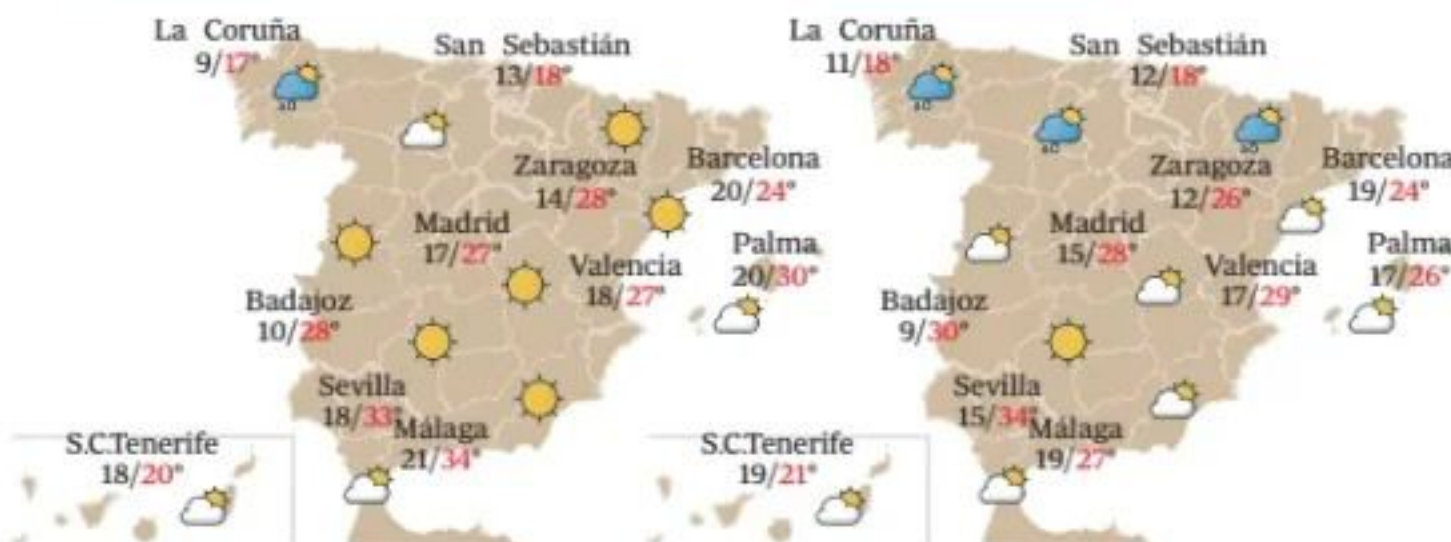 La Coruña
9/17°
San Sebastián
13/18°
Zaragoza
14/28°
Barcelona
20/24°
Madrid
17/27°
Palma
20/30°
Valencia
18/27°
Badajoz
10/28°
Sevilla
18/33°
Málaga
21/34°
S.C.Tenerife
18/20°
La Coruña
11/18°
San Sebastián
12/18°
Zaragoza
12/26°
Barcelona
19/24°
Madrid
15/28°
Palma
17/26°
Valencia
17/29°
Badajoz
9/30°
Sevilla
15/34°
Málaga
19/27°
S.C.Tenerife
19/21°